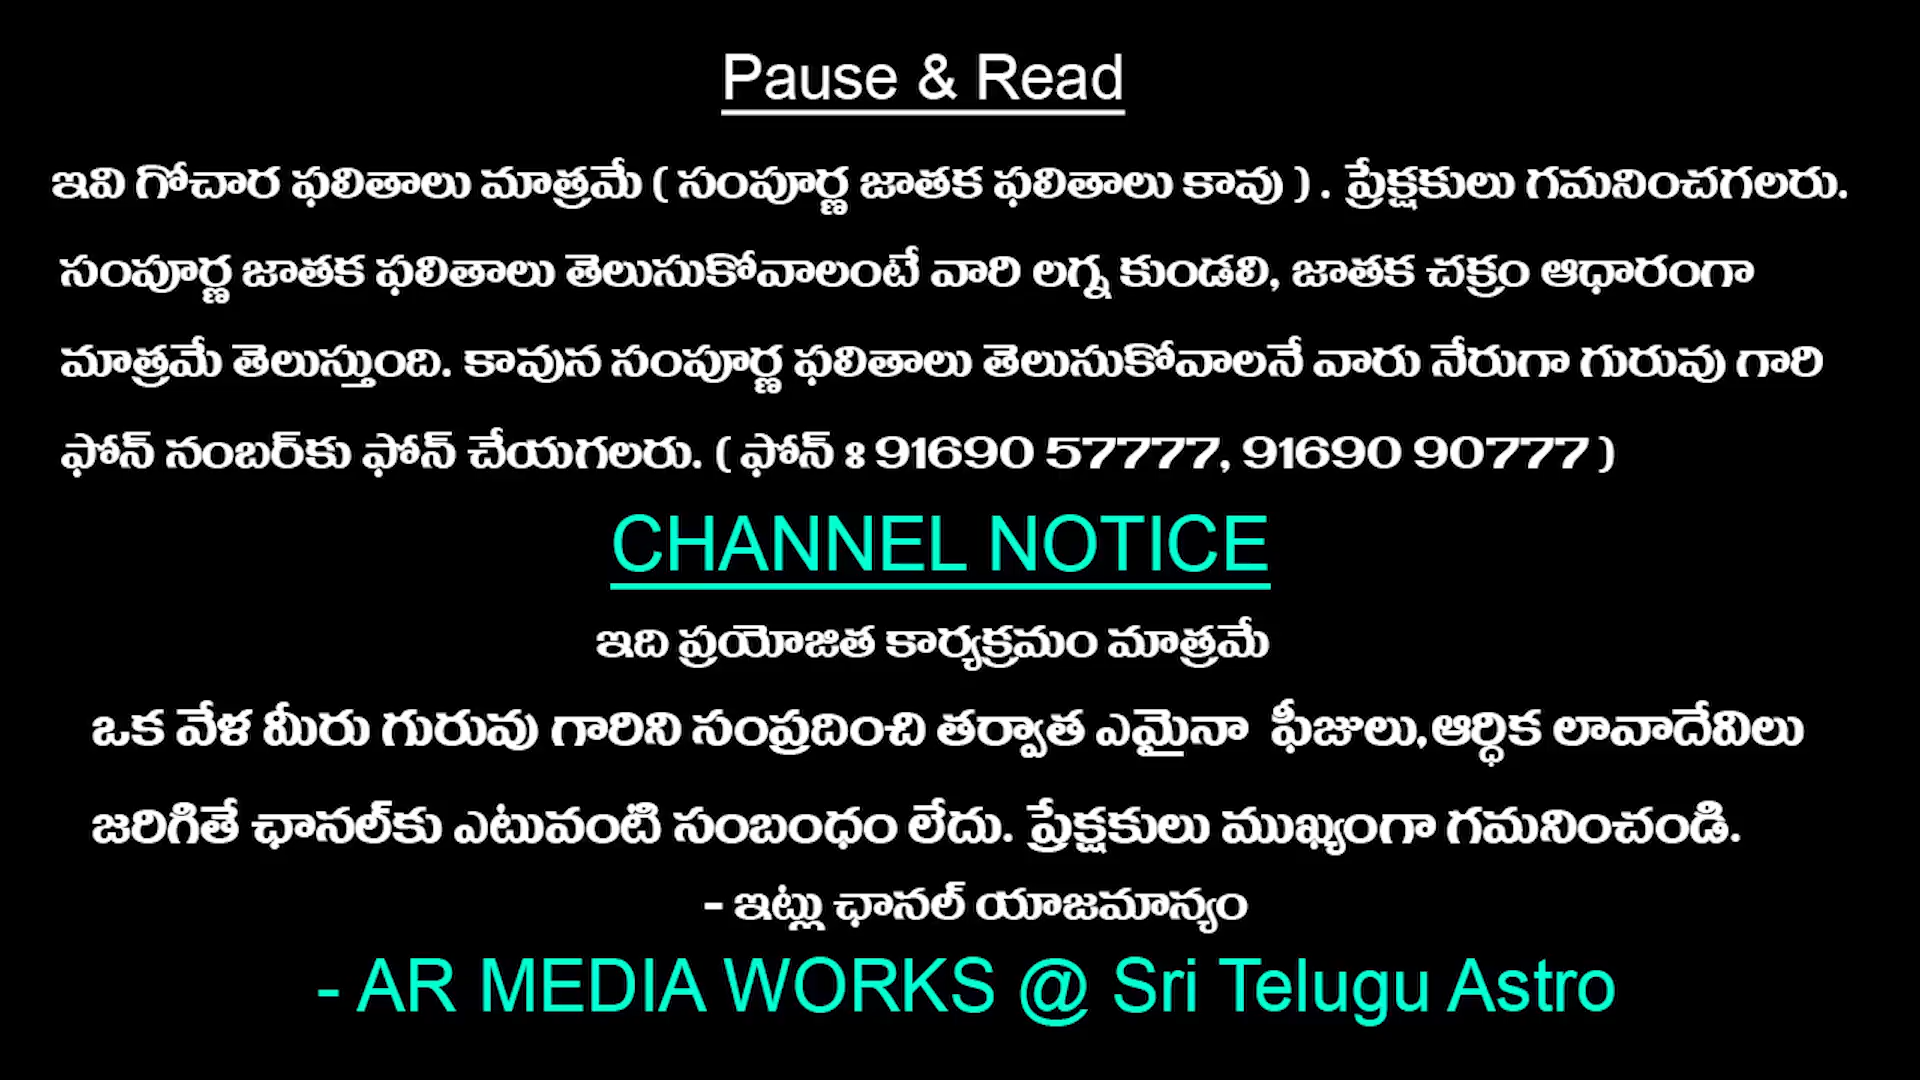 Pause & Read
ఇవి గోచార ఫలితాలు మాత్రమే ( సంపూర్ణ జాతక ఫలితాలు కావు ) . ప్రేక్షకులు గమనించగలరు.
సంపూర్ణ జాతక ఫలితాలు తెలుసుకోవాలంటే వారి లగ్న కుండలి, జాతక చక్రం ఆధారంగా
మాత్రమే తెలుస్తుంది. కావున సంపూర్ణ ఫలితాలు తెలుసుకోవాలనే వారు నేరుగా గురువు గారి
ఫోన్ నంబర్‌కు ఫోన్ చేయగలరు. ( ఫోన్ ః 91690 57777, 91690 90777 )
CHANNEL NOTICE
ఇది ప్రయోజిత కార్యక్రమం మాత్రమే
ఒక వేళ మీరు గురువు గారిని సంప్రదించి తర్వాత ఎమైనా ఫీజులు,ఆర్ధిక లావాదేవిలు
జరిగితే ఛానల్‌కు ఎటువంటి సంబంధం లేదు. ప్రేక్షకులు ముఖ్యంగా గమనించండి.
- ఇట్లు ఛానల్ యాజమాన్యం
- AR MEDIA WORKS @ Sri Telugu Astro